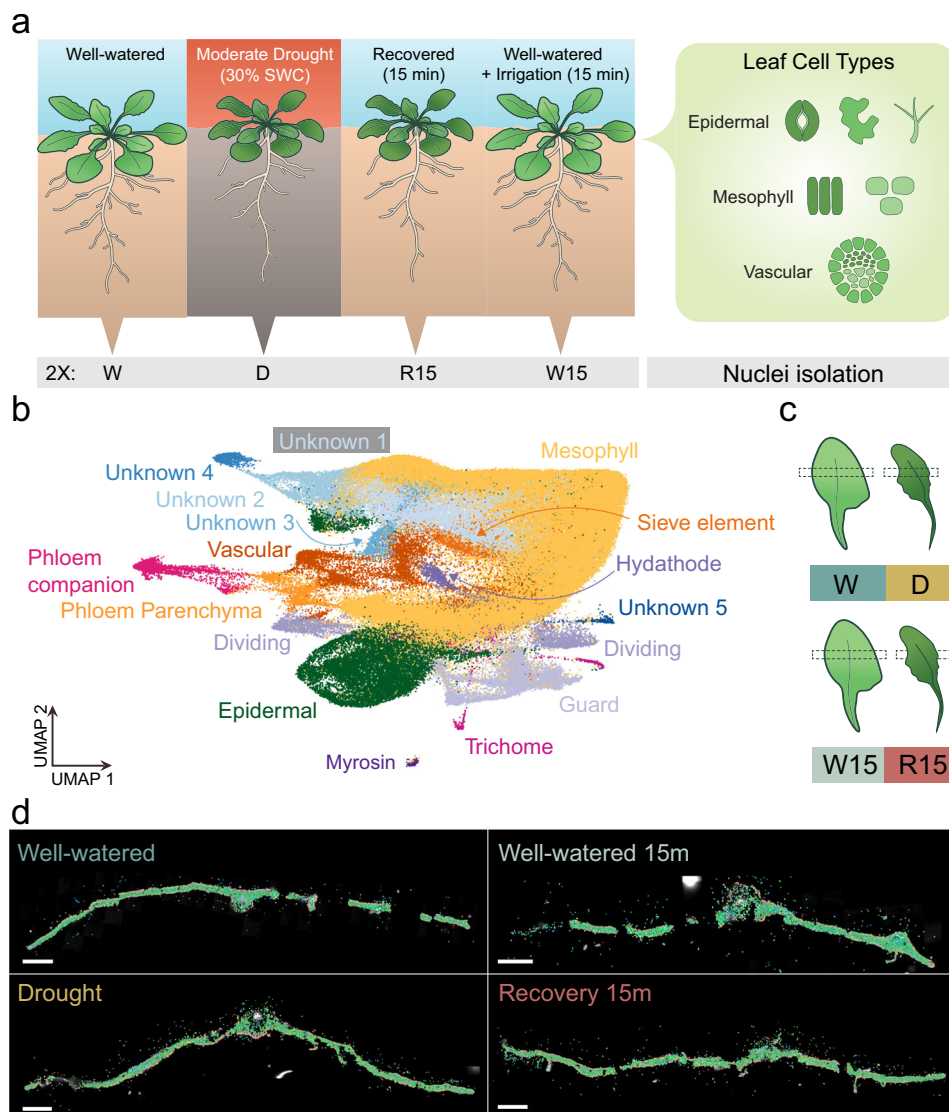 a
Well-watered
Moderate Drought
(30% SWC)
Recovered
(15 min)
Well-watered
+ Irrigation (15 min)
Leaf Cell Types
Epidermal
Mesophyll
Vascular
2X:
W
D
R15
W15
Nuclei isolation
b
Unknown 1
Mesophyll
Unknown 4
Unknown 2
Unknown 3
Sieve element
Vascular
Phloem
companion
Hydathode
Phloem Parenchyma
Unknown 5
Dividing
Dividing
Epidermal
Guard
Trichome
Myrosin
UMAP 2
UMAP 1
c
W
D
W15
R15
d
Well-watered
Well-watered 15m
Drought
Recovery 15m